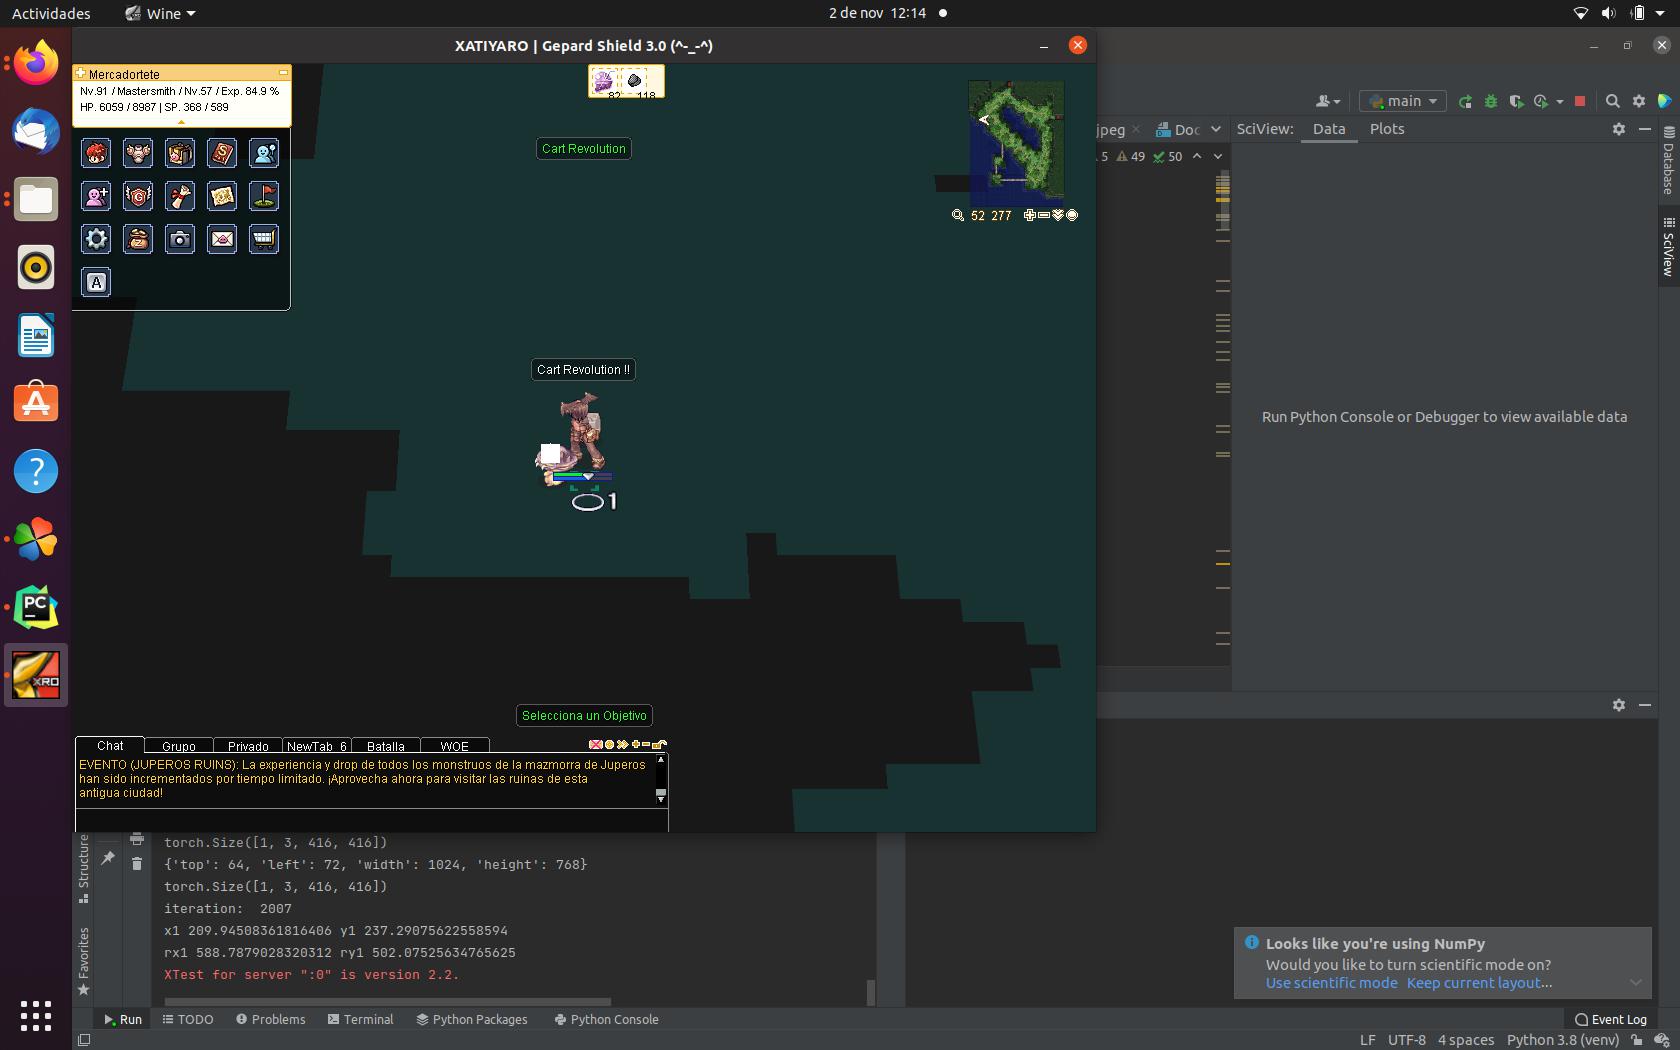 Actividades
Wine
2 de nov 12:14
XATIYARO | Gepard Shield 3.0 (^-_-^)
Mercadortete
Nv.91 / Mastersmith / Nv.57 / Exp. 84.9 %
HP. 6059 / 8987 | SP. 368 / 589
82 118
Cart Revolution
52 277
A
Cart Revolution !!
1
Selecciona un Objetivo
Chat Grupo Privado NewTab_6 Batalla WOE
EVENTO (JUPEROS RUINS): La experiencia y drop de todos los monstruos de la mazmorra de Juperos
han sido incrementados por tiempo limitado. ¡Aprovecha ahora para visitar las ruinas de esta
antigua ciudad!
main
jpeg Doc SciView: Data Plots
5 49 50
Database
SciView
Run Python Console or Debugger to view available data
PC
XRO
torch.Size([1, 3, 416, 416])
{'top': 64, 'left': 72, 'width': 1024, 'height': 768}
torch.Size([1, 3, 416, 416])
iteration: 2007
x1 209.94508361816406 y1 237.29075622558594
rx1 588.7879028320312 ry1 502.07525634765625
XTest for server ":0" is version 2.2.
Structure
Favorites
Looks like you're using NumPy
Would you like to turn scientific mode on?
Use scientific mode Keep current layout...
Run TODO Problems Terminal Python Packages Python Console Event Log
LF UTF-8 4 spaces Python 3.8 (venv)